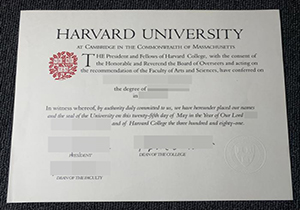 HARVARD UNIVERSITY
AT CAMBRIDGE IN THE COMMONWEALTH OF MASSACHUSETTS
THE President and Fellows of Harvard College, with the consent of
the Honorable and Reverend the Board of Overseers and acting on
the recommendation of the Faculty of Arts and Sciences, have conferred on
the degree of
in
In witness whereof, by authority duly committed to us, we have hereunder placed our names
and the seal of the University on this twenty-fifth day of May in the Year of Our Lord
and of Harvard College the three hundred and eighty-one.
PRESIDENT
DEAN OF THE COLLEGE
DEAN OF THE FACULTY